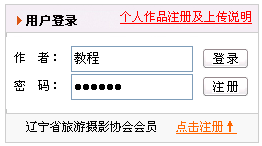 用户登录 个人作品注册及上传说明
作 者： 教程 登录
密 码： ●●●●●● 注册
辽宁省旅游摄影协会会员 点击注册↑